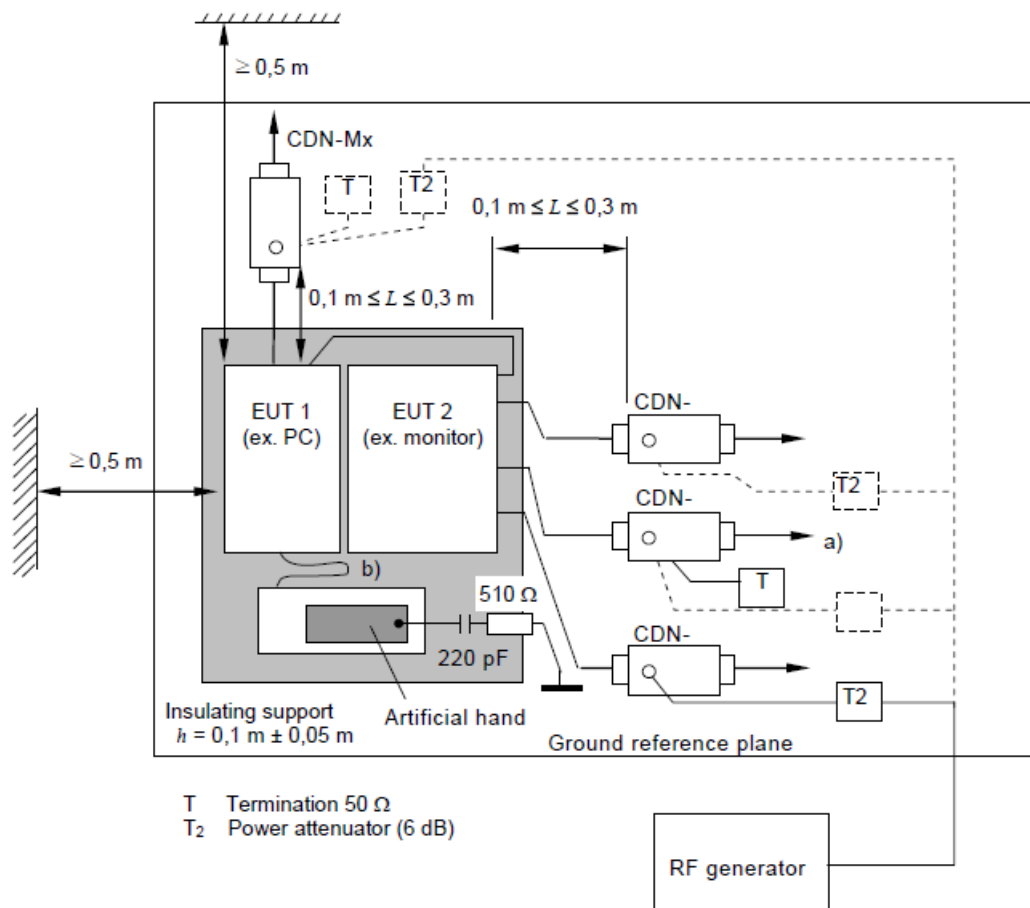 ≥ 0,5 m
CDN-Mx
T
T2
0,1 m ≤ L ≤ 0,3 m
0,1 m ≤ L ≤ 0,3 m
EUT 1
(ex. PC)
EUT 2
(ex. monitor)
CDN-
≥ 0,5 m
T2
CDN-
a)
b)
T
510 Ω
CDN-
220 pF
T2
Insulating support
h = 0,1 m ± 0,05 m
Artificial hand
Ground reference plane
T Termination 50 Ω
T₂ Power attenuator (6 dB)
RF generator